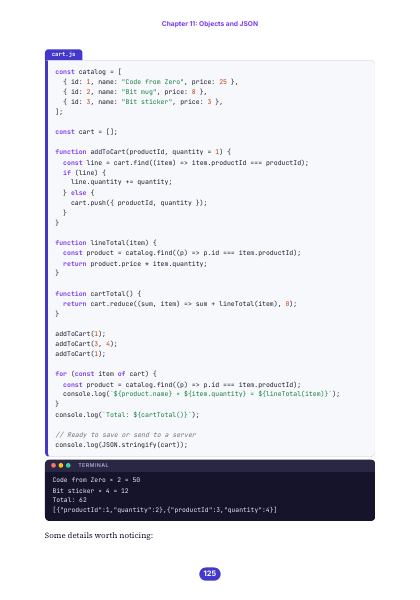 Chapter 11: Objects and JSON
cart.js
const catalog = [
  { id: 1, name: "Code from Zero", price: 25 },
  { id: 2, name: "Bit mug", price: 8 },
  { id: 3, name: "Bit sticker", price: 3 },
];

const cart = [];

function addToCart(productId, quantity = 1) {
  const line = cart.find((item) => item.productId === productId);
  if (line) {
    line.quantity += quantity;
  } else {
    cart.push({ productId, quantity });
  }
}

function lineTotal(item) {
  const product = catalog.find((p) => p.id === item.productId);
  return product.price * item.quantity;
}

function cartTotal() {
  return cart.reduce((sum, item) => sum + lineTotal(item), 0);
}

addToCart(1);
addToCart(3, 4);
addToCart(1);

for (const item of cart) {
  const product = catalog.find((p) => p.id === item.productId);
  console.log(`${product.name} × ${item.quantity} = ${lineTotal(item)}`);
}
console.log(`Total: ${cartTotal()}`);

// Ready to save or send to a server
console.log(JSON.stringify(cart));
TERMINAL
Code from Zero × 2 = 50
Bit sticker × 4 = 12
Total: 62
[{"productId":1,"quantity":2},{"productId":3,"quantity":4}]
Some details worth noticing:
125